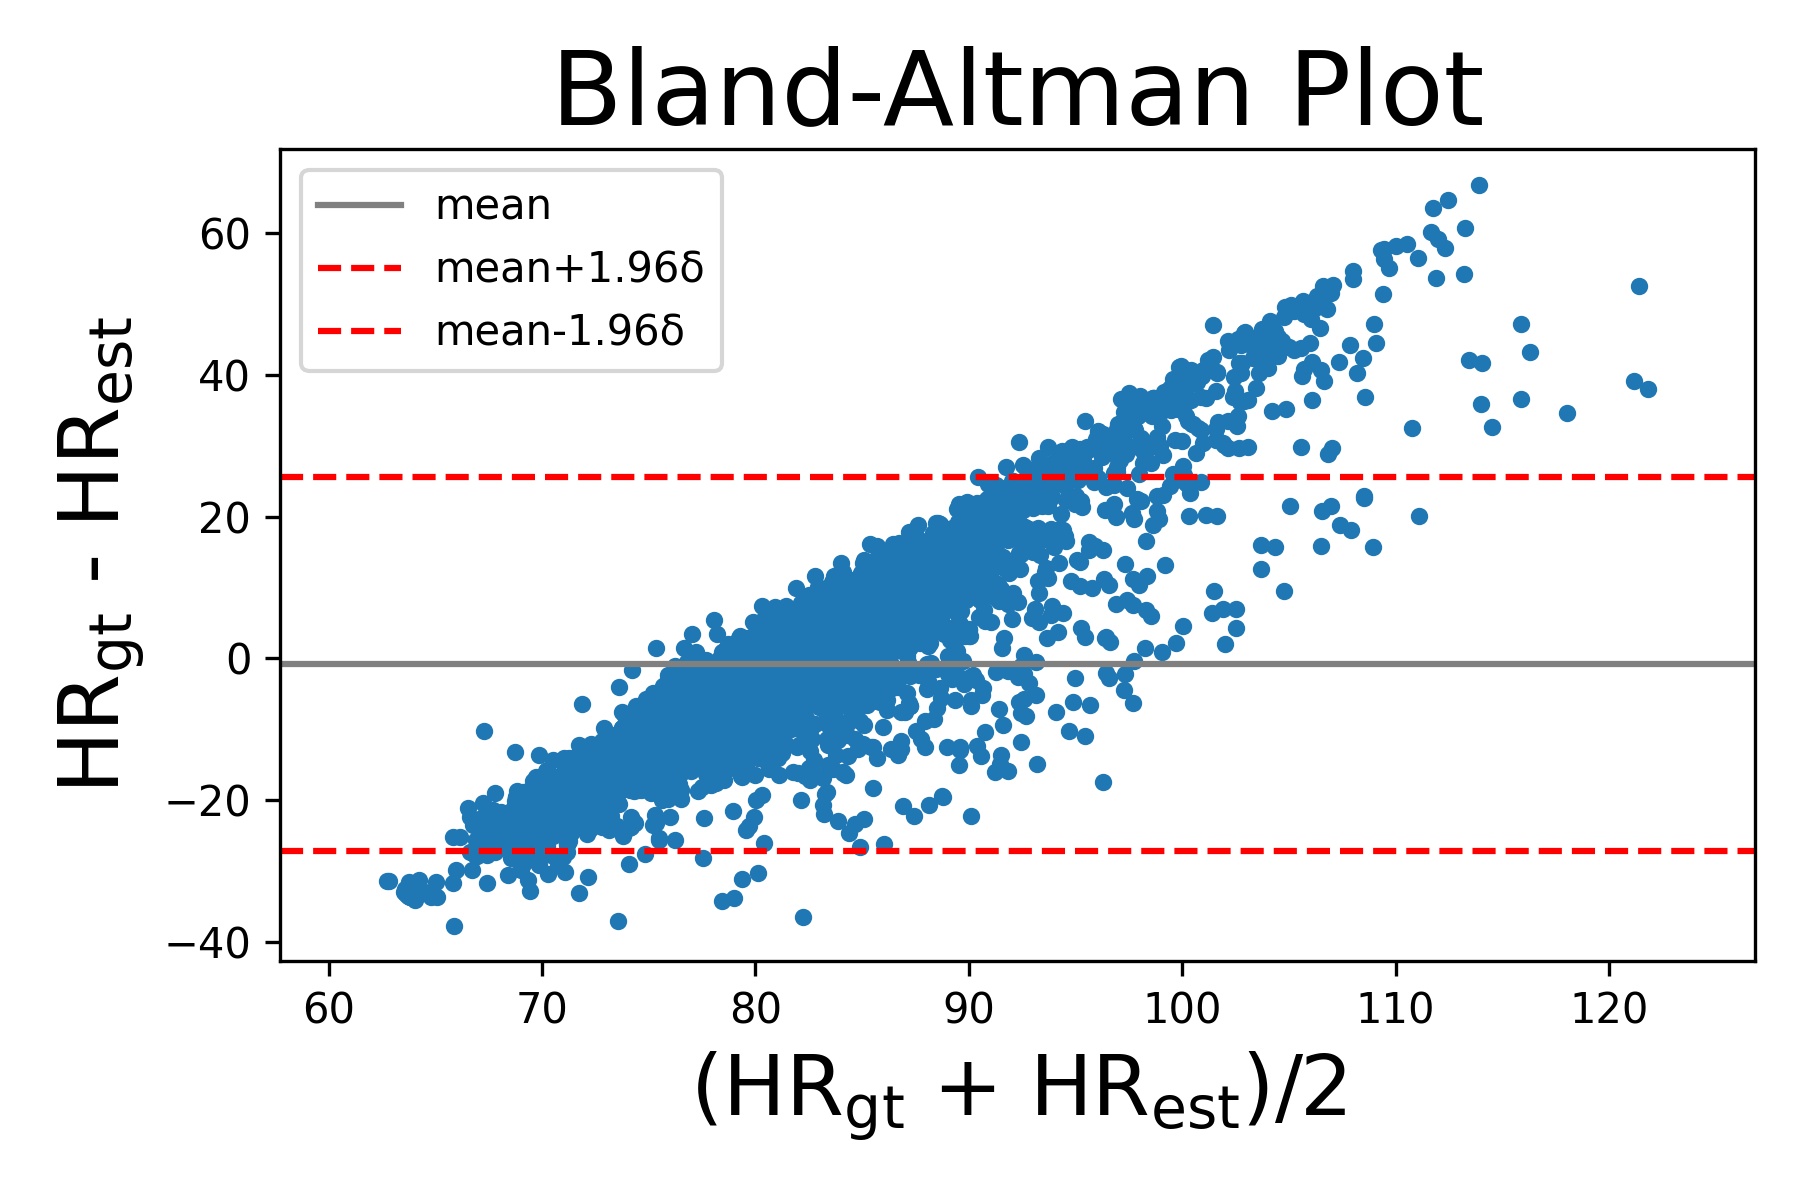 Bland-Altman Plot
mean
mean+1.96δ
mean-1.96δ
HRgt - HRest
60
40
20
0
−20
−40
60 70 80 90 100 110 120
(HRgt + HRest)/2